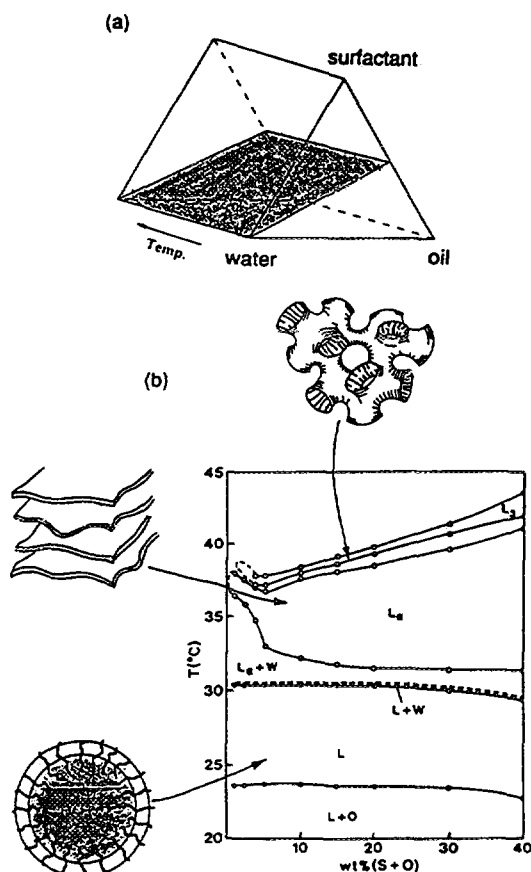 (a)
surfactant
Temp.
water
oil
(b)
45
L₃
40
Lα
35
T(°C)
Lα+W
30
L+W
L
25
L+O
20
10
20
30
40
wt%(S+O)